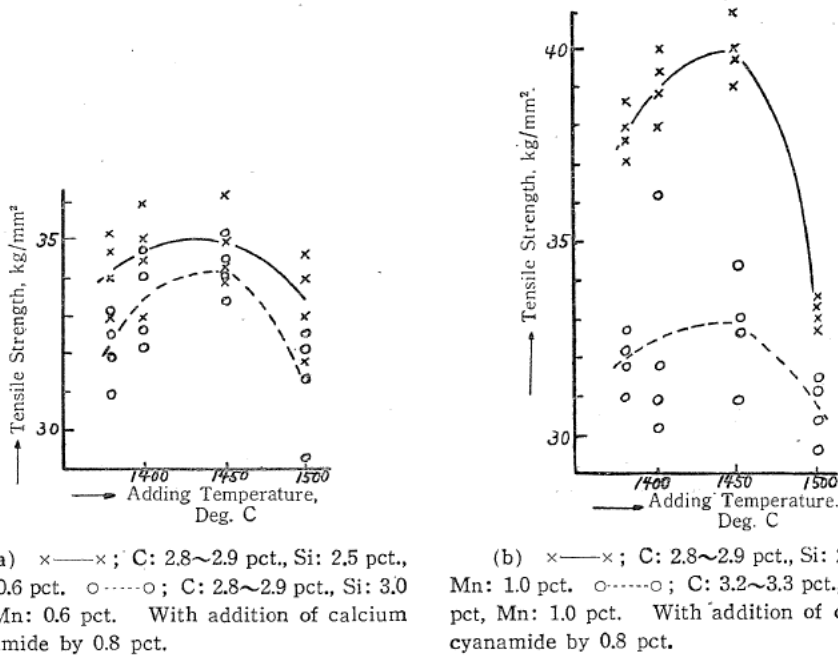 Tensile Strength, kg/mm²
35
30
1400 1450 1500
Adding Temperature,
Deg. C
a) ×——×; C: 2.8~2.9 pct., Si: 2.5 pct.,
0.6 pct. o-----o; C: 2.8~2.9 pct., Si: 3.0
Mn: 0.6 pct. With addition of calcium
amide by 0.8 pct.
Tensile Strength, kg/mm².
40
35
30
1400 1450 1500
Adding Temperature.
Deg. C
(b) ×——×; C: 2.8~2.9 pct., Si: 
Mn: 1.0 pct. o-----o; C: 3.2~3.3 pct.,
pct, Mn: 1.0 pct. With addition of c
cyanamide by 0.8 pct.